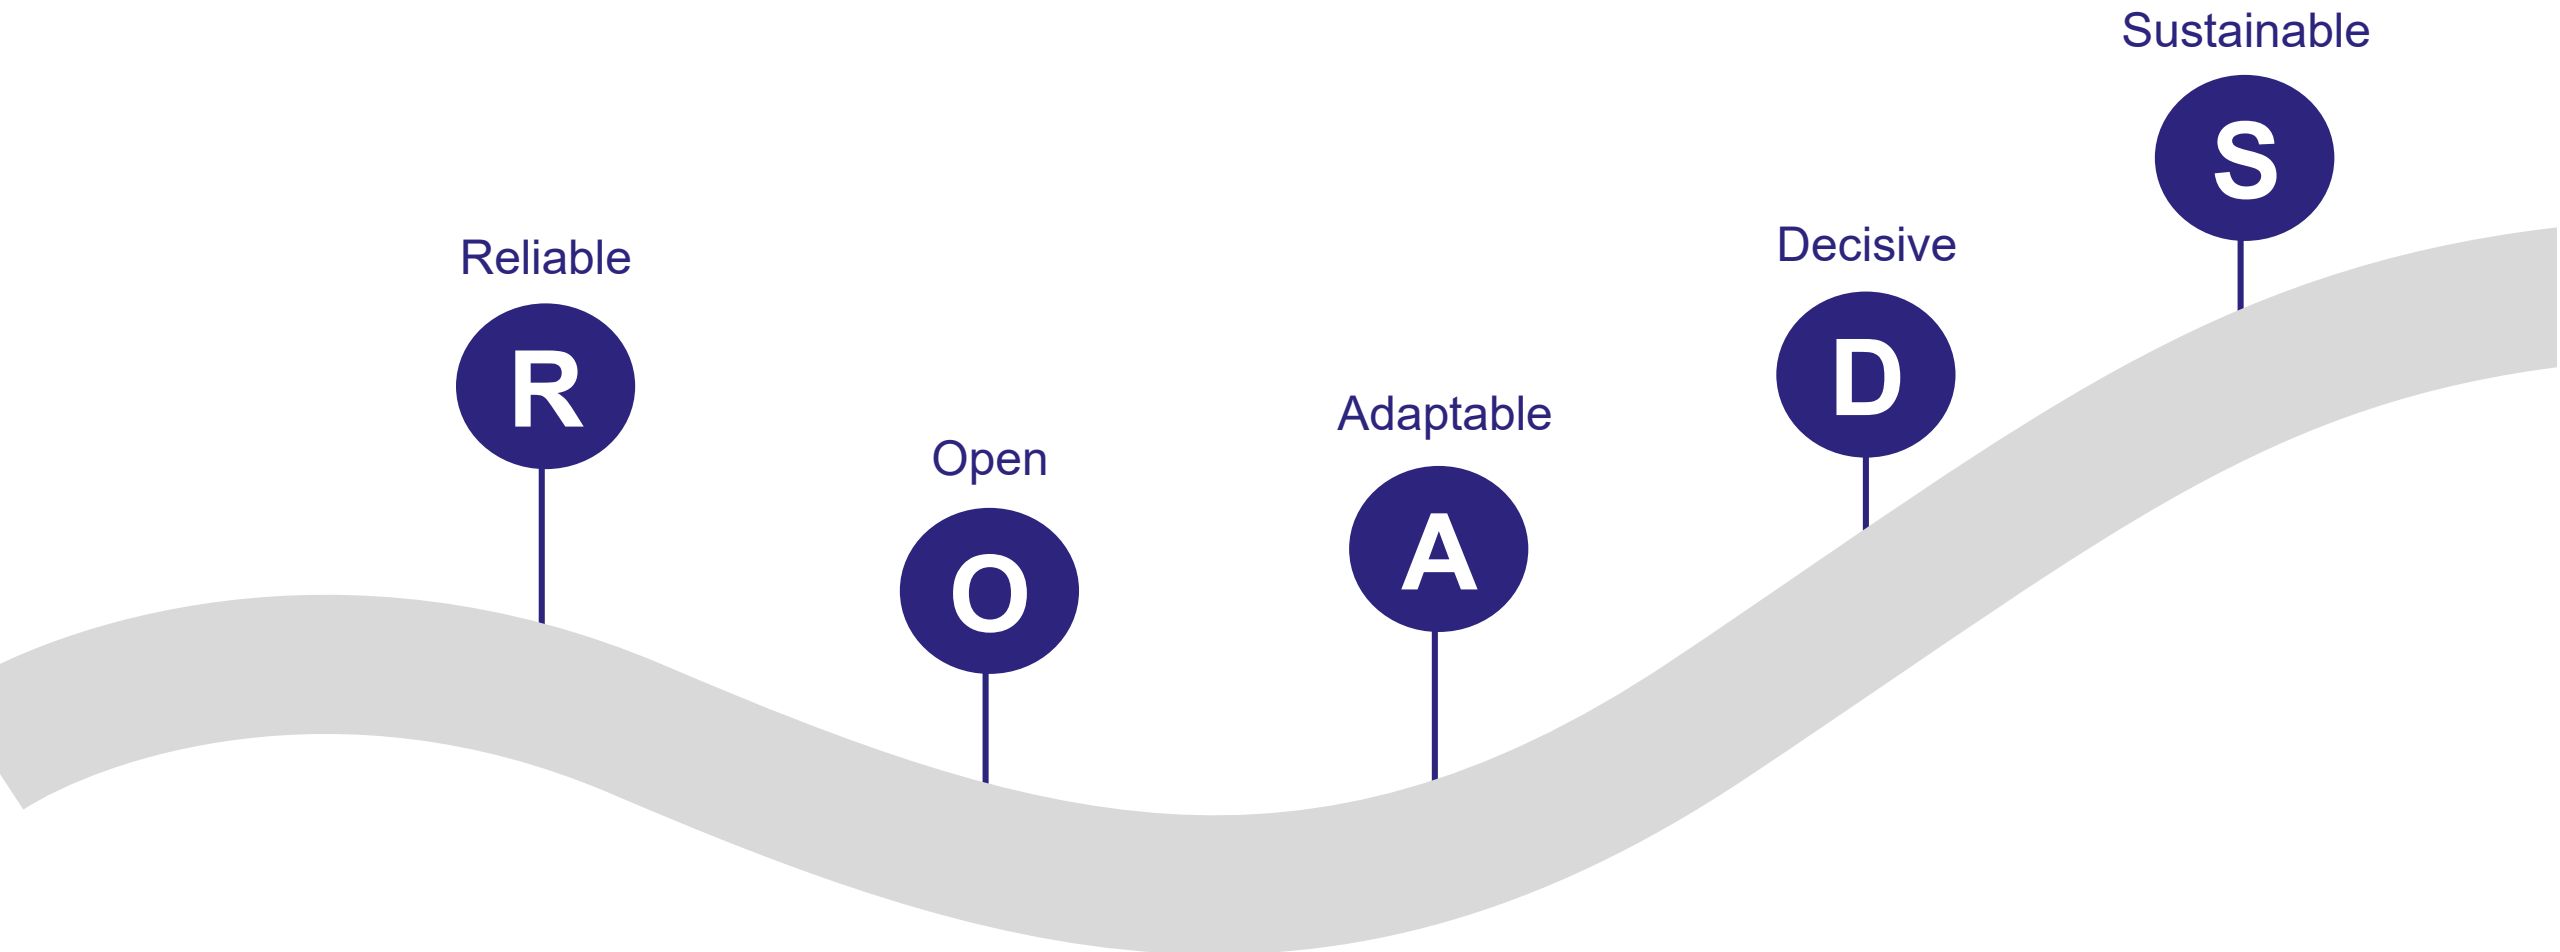 Reliable
R
Open
O
Adaptable
A
Decisive
D
Sustainable
S